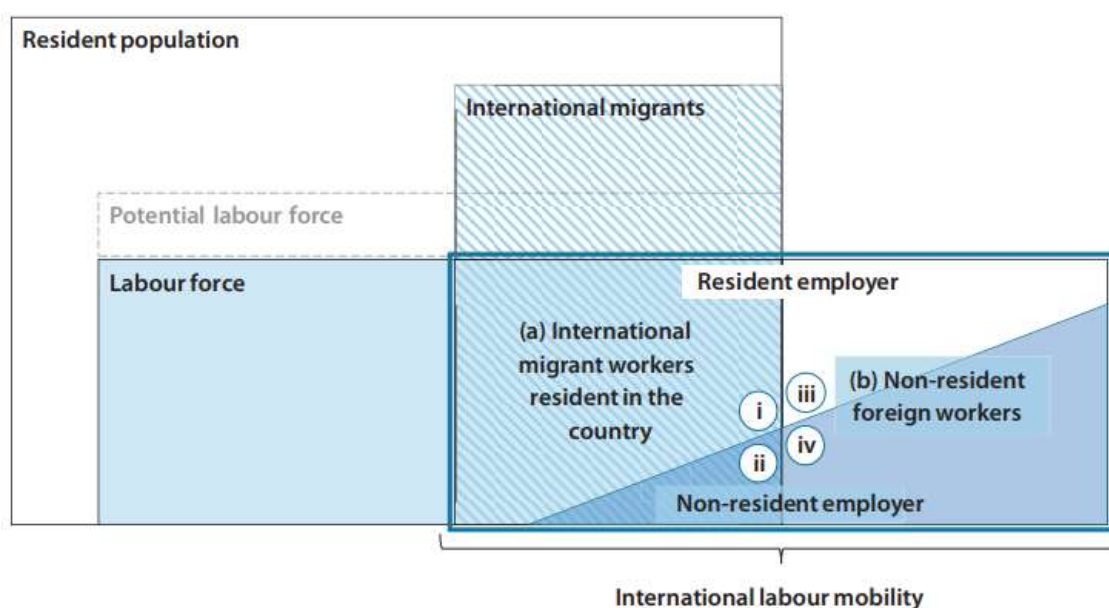 Resident population
International migrants
Potential labour force
Labour force
Resident employer
(a) International
migrant workers
resident in the
country
(b) Non-resident
foreign workers
i
iii
ii
iv
Non-resident employer
International labour mobility